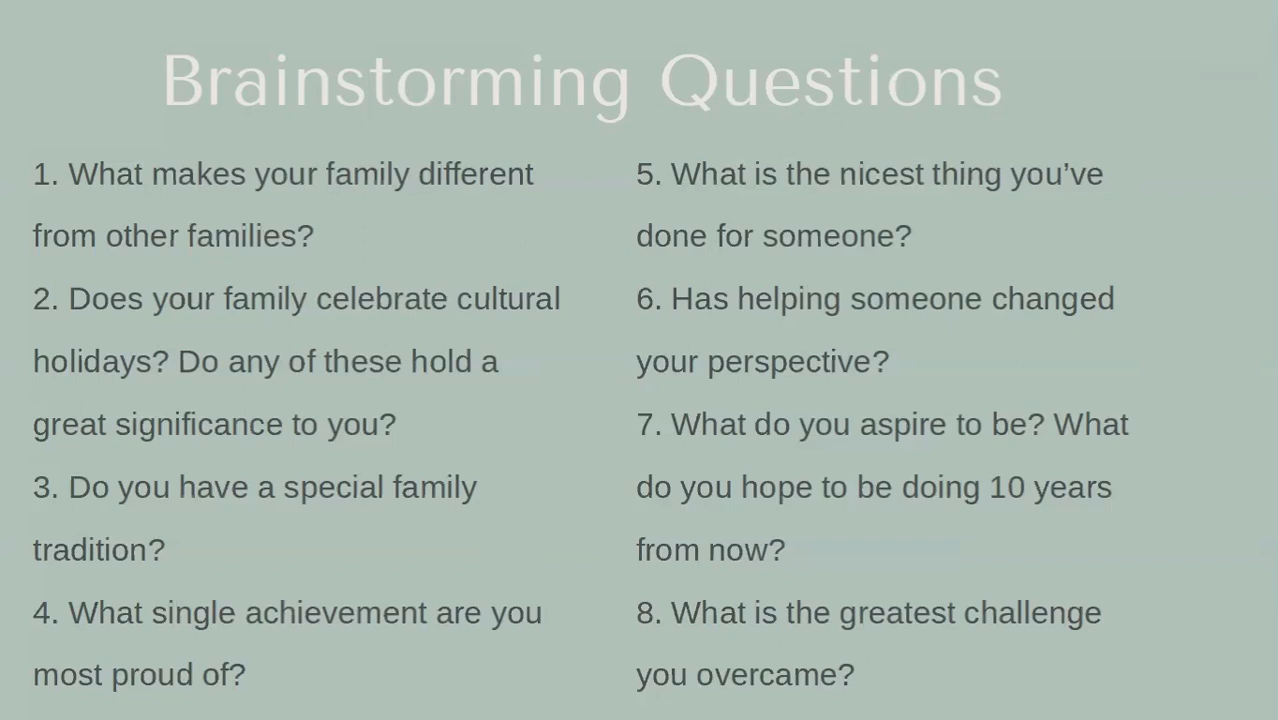 Brainstorming Questions
1. What makes your family different
from other families?
2. Does your family celebrate cultural
holidays? Do any of these hold a
great significance to you?
3. Do you have a special family
tradition?
4. What single achievement are you
most proud of?
5. What is the nicest thing you’ve
done for someone?
6. Has helping someone changed
your perspective?
7. What do you aspire to be? What
do you hope to be doing 10 years
from now?
8. What is the greatest challenge
you overcame?